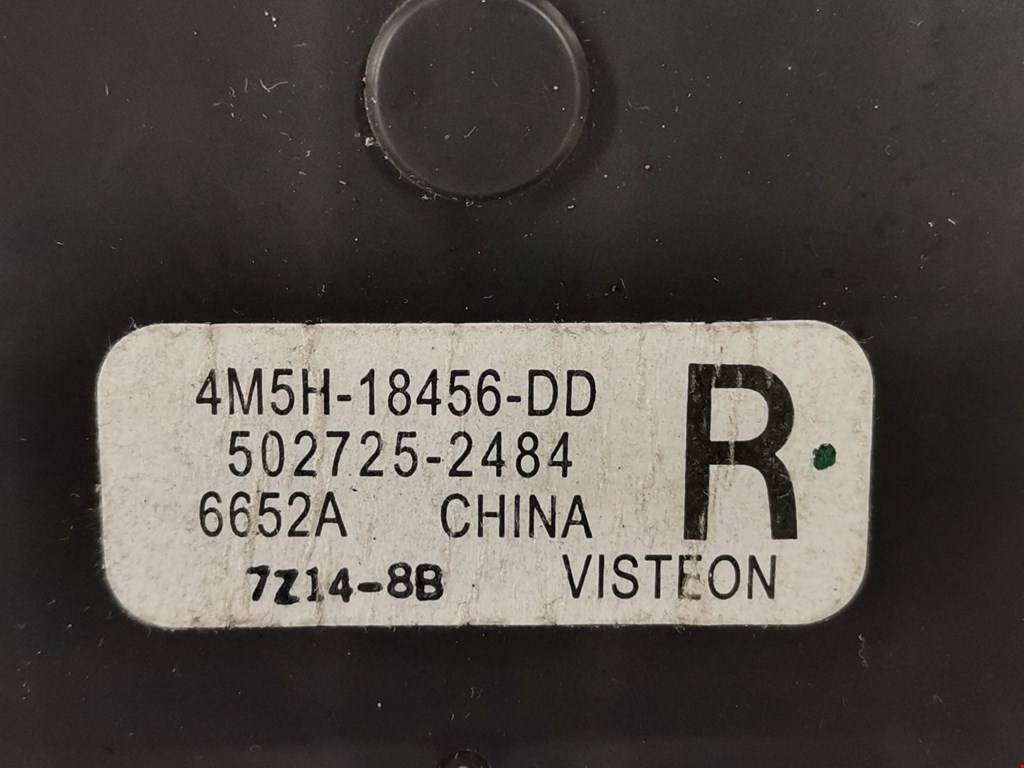 4M5H-18456-DD
502725-2484
6652A CHINA
R
7Z14-8B VISTEON